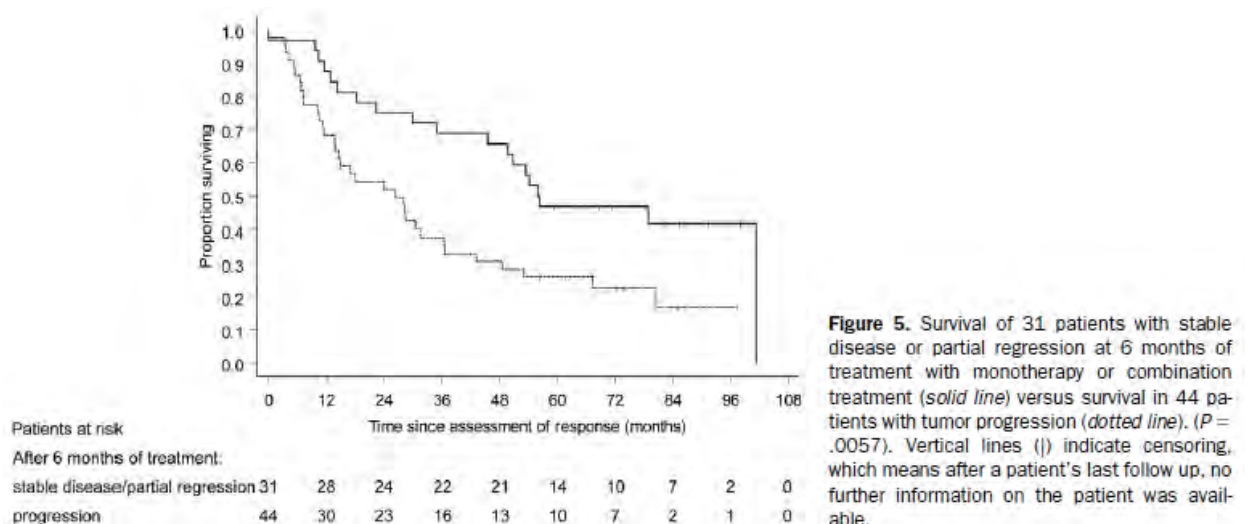 1.0
0.9
0.8
0.7
0.6
0.5
0.4
0.3
0.2
0.1
0.0
Proportion surviving
0 12 24 36 48 60 72 84 96 108
Time since assessment of response (months)
Patients at risk
After 6 months of treatment:
stable disease/partial regression 31 28 24 22 21 14 10 7 2 0
progression 44 30 23 16 13 10 7 2 1 0
Figure 5. Survival of 31 patients with stable
disease or partial regression at 6 months of
treatment with monotherapy or combination
treatment (solid line) versus survival in 44 pa-
tients with tumor progression (dotted line). (P =
.0057). Vertical lines (|) indicate censoring,
which means after a patient's last follow up, no
further information on the patient was avail-
able.